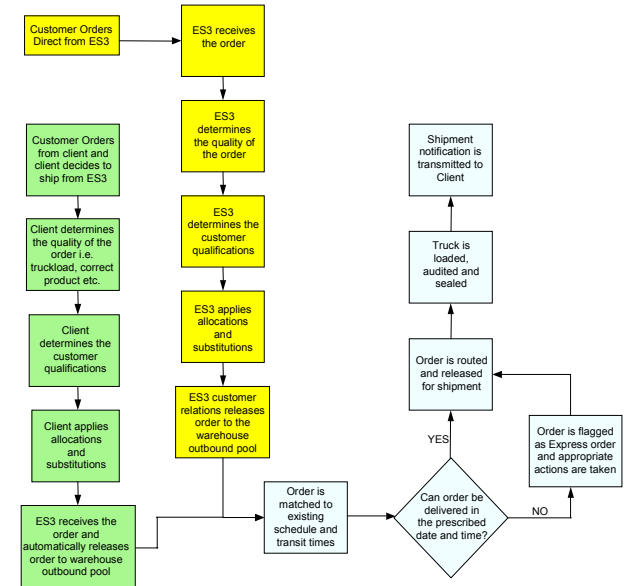 Customer Orders
Direct from ES3
ES3 receives
the order
ES3
determines
the quality of
the order
ES3
determines the
customer
qualifications
ES3 applies
allocations
and
substitutions
ES3 customer
relations releases
order to the
warehouse
outbound pool
Customer Orders
from client and
client decides to
ship from ES3
Client determines
the quality of the
order i.e.
truckload, correct
product etc.
Client
determines the
customer
qualifications
Client applies
allocations
and
substitutions
ES3 receives the
order and
automatically releases
order to warehouse
outbound pool
Order is
matched to
existing
schedule and
transit times
Can order be
delivered in
the prescribed
date and time?
YES
NO
Order is flagged
as Express order
and appropriate
actions are taken
Order is routed
and released
for shipment
Truck is
loaded,
audited and
sealed
Shipment
notification is
transmitted to
Client